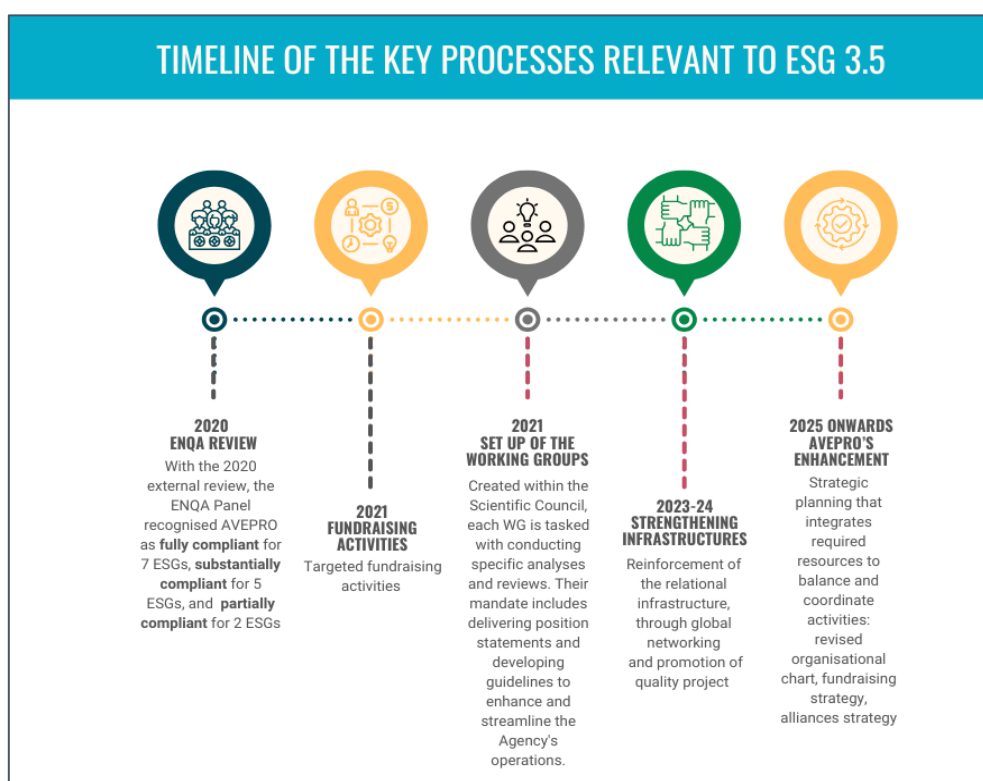 TIMELINE OF THE KEY PROCESSES RELEVANT TO ESG 3.5
2020
ENQA REVIEW
With the 2020
external review, the
ENQA Panel
recognised AVEPRO
as fully compliant for
7 ESGs, substantially
compliant for 5
ESGs, and partially
compliant for 2 ESGs
2021
FUNDRAISING
ACTIVITIES
Targeted fundraising
activities
2021
SET UP OF THE
WORKING GROUPS
Created within the
Scientific Council,
each WG is tasked
with conducting
specific analyses
and reviews. Their
mandate includes
delivering position
statements and
developing
guidelines to
enhance and
streamline the
Agency's
operations.
2023-24
STRENGTHENING
INFRASTRUCTURES
Reinforcement of
the relational
infrastructure,
through global
networking
and promotion of
quality project
2025 ONWARDS
AVEPRO'S
ENHANCEMENT
Strategic
planning that
integrates
required
resources to
balance and
coordinate
activities:
revised
organisational
chart, fundraising
strategy,
alliances strategy